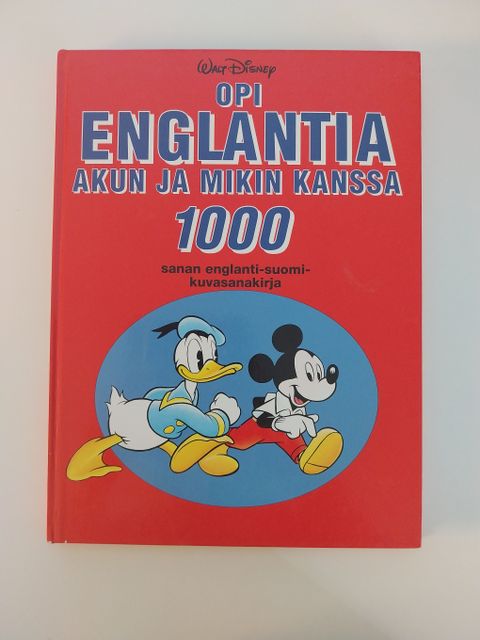 Walt Disney
OPI
ENGLANTIA
AKUN JA MIKIN KANSSA
1000
sanan englanti-suomi-
kuvasanakirja